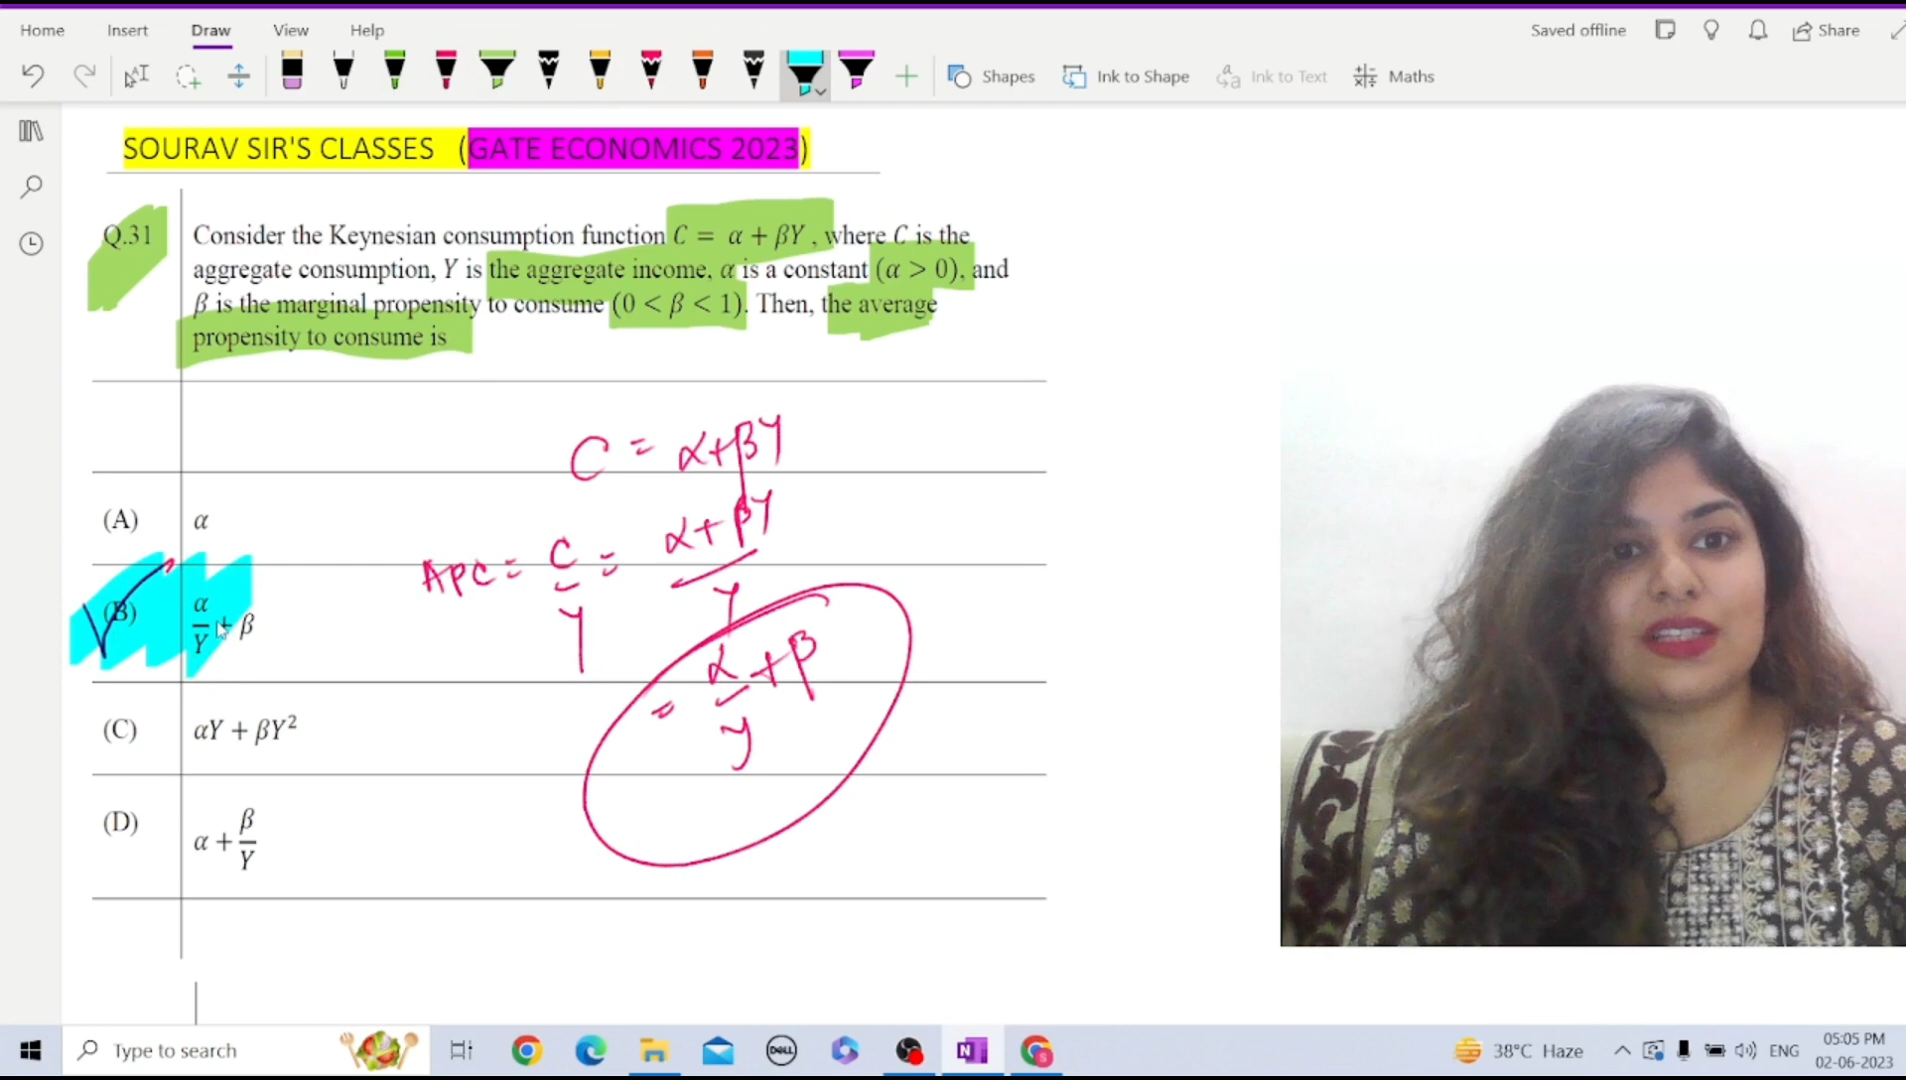 Home Insert Draw View Help Saved offline Share
Shapes Ink to Shape Ink to Text Maths
SOURAV SIR'S CLASSES (GATE ECONOMICS 2023)
Q.31 Consider the Keynesian consumption function C = α + βY , where C is the
aggregate consumption, Y is the aggregate income, α is a constant (α > 0), and
β is the marginal propensity to consume (0 < β < 1). Then, the average
propensity to consume is
C = α+βY
(A) α
APC = C/Y = α+βY/Y
(B) α/Y + β
= α/y + β
(C) αY + βY²
(D) α + β/Y
Type to search
DELL
38°C Haze ENG 05:05 PM
02-06-2023